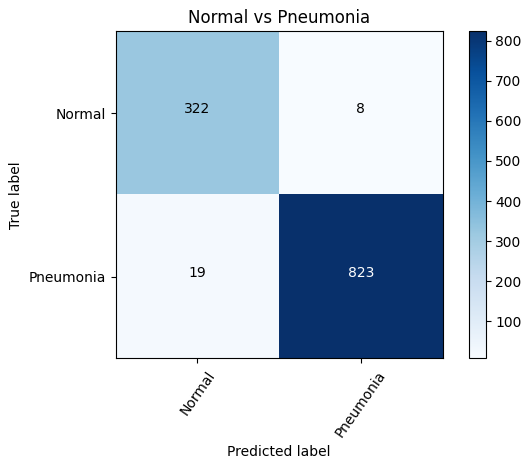 Normal vs Pneumonia
Normal
322
8
Pneumonia
19
823
True label
Normal
Pneumonia
Predicted label
800
700
600
500
400
300
200
100